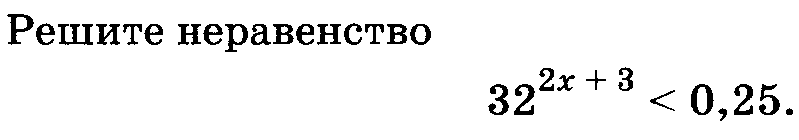 Решите неравенство
32^{2x + 3} < 0,25.